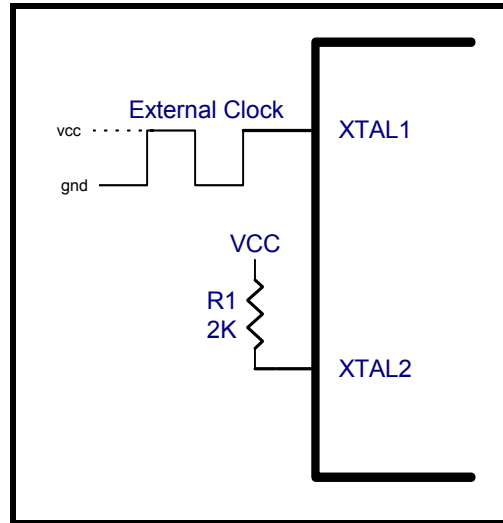 External Clock
vcc
XTAL1
gnd
VCC
R1
2K
XTAL2